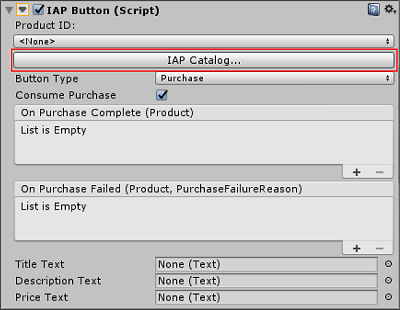 IAP Button (Script)
Product ID:
<None>
IAP Catalog...
Button Type Purchase
Consume Purchase
On Purchase Complete (Product)
List is Empty
+ −
On Purchase Failed (Product, PurchaseFailureReason)
List is Empty
+ −
Title Text None (Text)
Description Text None (Text)
Price Text None (Text)